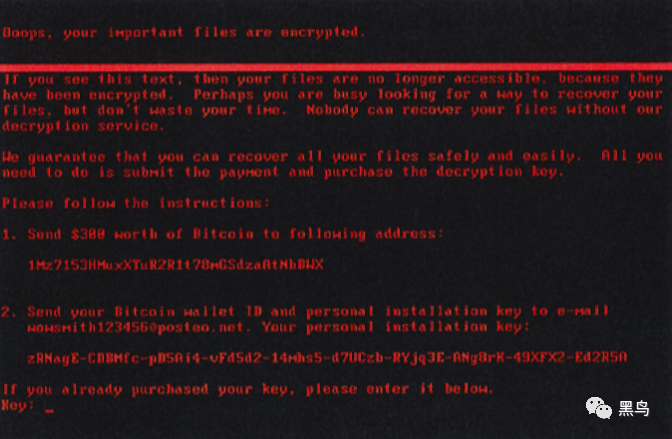 Ooops, your important files are encrypted.
If you see this text, then your files are no longer accessible, because they
have been encrypted. Perhaps you are busy looking for a way to recover your
files, but don't waste your time. Nobody can recover your files without our
decryption service.
We guarantee that you can recover all your files safely and easily. All you
need to do is submit the payment and purchase the decryption key.
Please follow the instructions:
1. Send $300 worth of Bitcoin to following address:
1Mz7153HMuxXTuR2R1t78mGSdzaAtNbBWX
2. Send your Bitcoin wallet ID and personal installation key to e-mail
wowsmith123456@posteo.net. Your personal installation key:
zRNagE-CDBMfc-pD5Ai4-vFd5d2-14mhs5-d7UCzb-RYjq3E-ANg8rK-49XFX2-Ed2R5A
If you already purchased your key, please enter it below.
Key: _
黑鸟